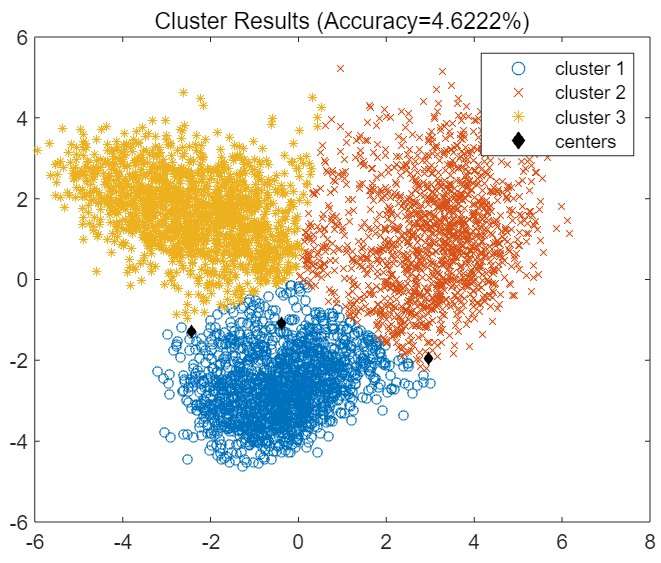 Cluster Results (Accuracy=4.6222%)
6
4
2
0
-2
-4
-6
-6 -4 -2 0 2 4 6 8
cluster 1
cluster 2
cluster 3
centers